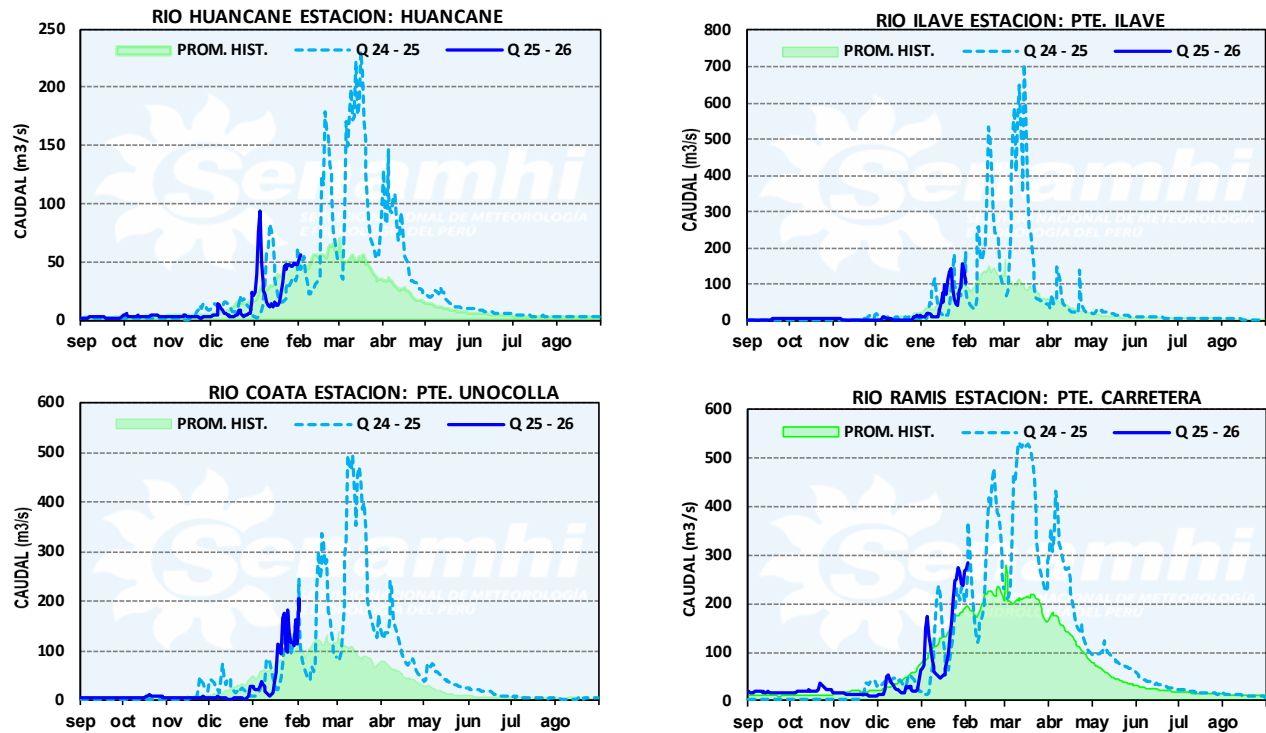 RIO HUANCANE ESTACION: HUANCANE
PROM. HIST. Q 24 - 25 Q 25 - 26
CAUDAL (m3/s)
250
200
150
100
50
0
sep oct nov dic ene feb mar abr may jun jul ago
Senamhi
RIO ILAVE ESTACION: PTE. ILAVE
PROM. HIST. Q 24 - 25 Q 25 - 26
CAUDAL (m3/s)
800
700
600
500
400
300
200
100
0
sep oct nov dic ene feb mar abr may jun jul ago
Senamhi
RIO COATA ESTACION: PTE. UNOCOLLA
PROM. HIST. Q 24 - 25 Q 25 - 26
CAUDAL (m3/s)
600
500
400
300
200
100
0
sep oct nov dic ene feb mar abr may jun jul ago
Senamhi
RIO RAMIS ESTACION: PTE. CARRETERA
PROM. HIST. Q 24 - 25 Q 25 - 26
CAUDAL (m3/s)
600
500
400
300
200
100
0
sep oct nov dic ene feb mar abr may jun jul ago
Senamhi